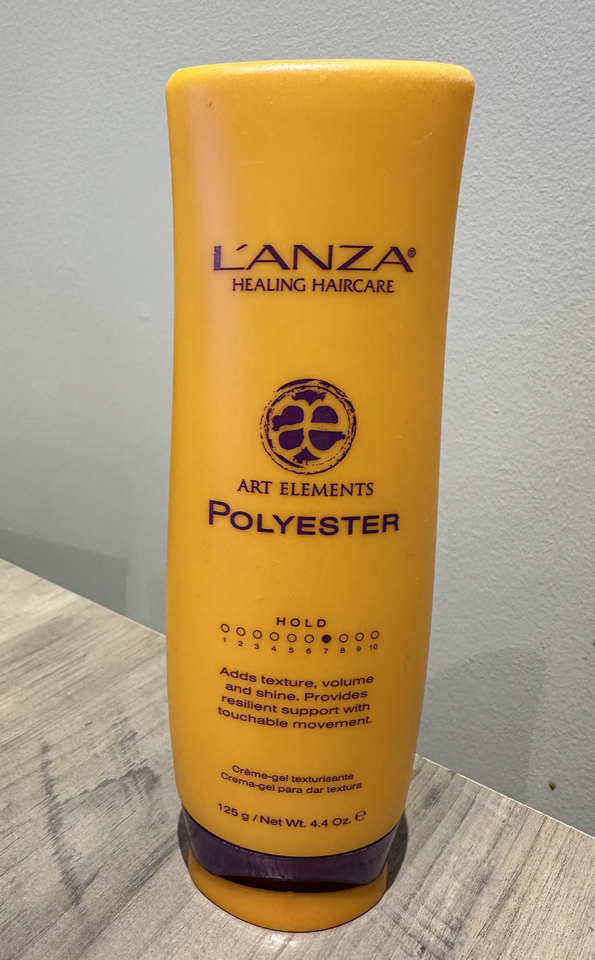 L'ANZA®
HEALING HAIRCARE
ae
ART ELEMENTS
POLYESTER
HOLD
1 2 3 4 5 6 7 8 9 10
Adds texture, volume
and shine. Provides
resilient support with
touchable movement.
Crème-gel texturisante
Crema-gel para dar textura
125 g / Net Wt. 4.4 Oz. ℮